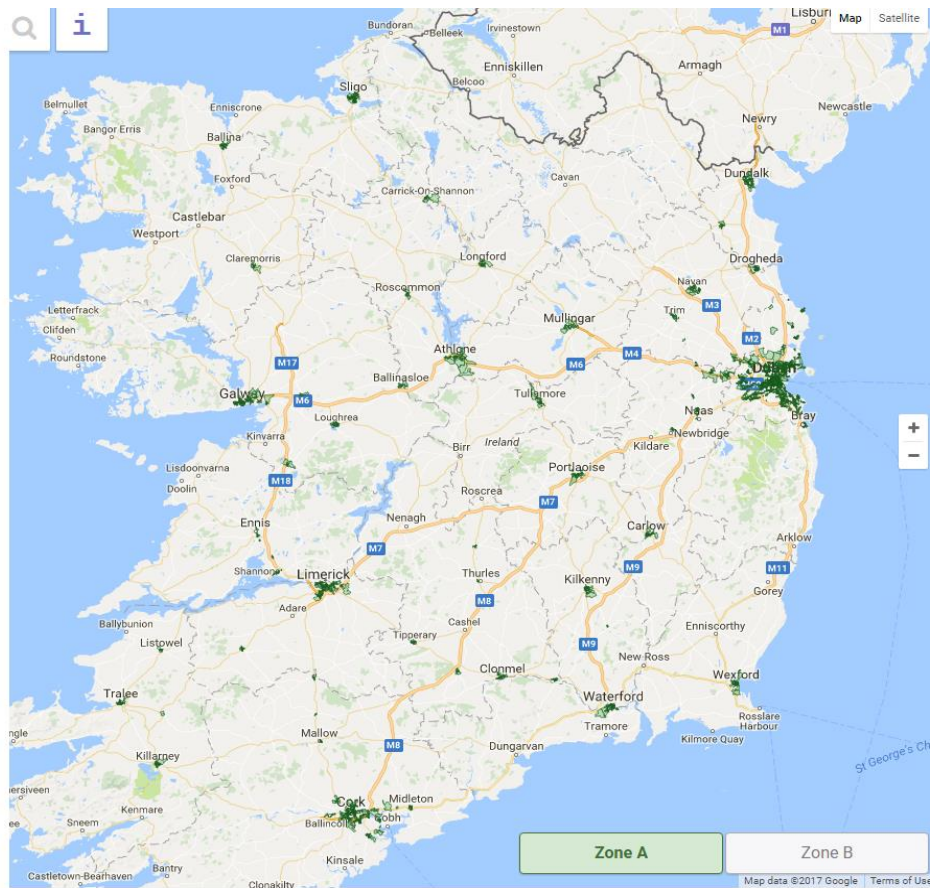 i
Map
Satellite
Lisburn
M1
Bundoran
Belleek
Irvinestown
Enniskillen
Belcoo
Armagh
Newcastle
Newry
Sligo
Belmullet
Enniscrone
Bangor Erris
Ballina
Foxford
Castlebar
Westport
Carrick-On-Shannon
Cavan
Dundalk
Claremorris
Longford
Drogheda
Roscommon
Navan
M3
Trim
Letterfrack
Clifden
Roundstone
Mullingar
M2
M17
Athlone
M6
M4
Dublin
Ballinasloe
Galway
M6
Tullamore
Naas
Bray
Loughrea
Newbridge
Kildare
Kinvarra
Birr
Ireland
Lisdoonvarna
Doolin
M18
Portlaoise
Roscrea
M7
Nenagh
Ennis
M7
Carlow
Arklow
Shannon
Limerick
M9
M11
Thurles
Kilkenny
Gorey
Adare
M8
Ballybunion
Cashel
Enniscorthy
Listowel
Tipperary
M9
New Ross
Clonmel
Wexford
Tralee
Waterford
Rosslare
Harbour
Tramore
Kilmore Quay
Mallow
M8
Dungarvan
Killarney
St George's Ch
Cork
Midleton
Kenmare
Ballincoll
Cobh
Sneem
Zone A
Zone B
Kinsale
Bantry
Castletown-Bearhaven
Clonakilty
Map data ©2017 Google
Terms of Use